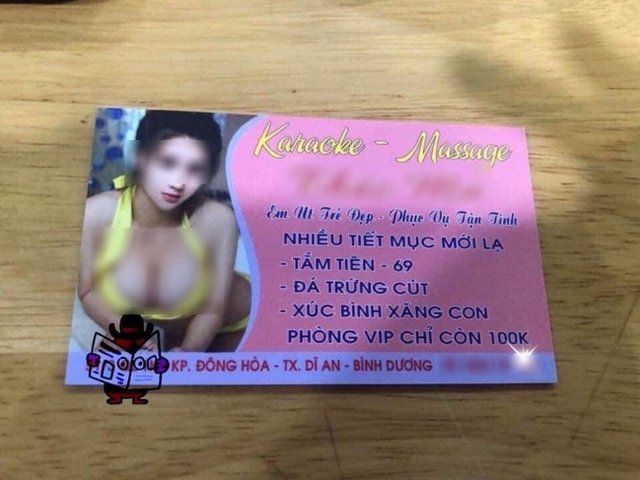 Karaoke - Massage
Em Út Trẻ Đẹp - Phục Vụ Tận Tình
NHIỀU TIẾT MỤC MỚI LẠ
- TẮM TIÊN - 69
- ĐÁ TRỨNG CÚT
- XÚC BÌNH XĂNG CON
PHÒNG VIP CHỈ CÒN 100K
KP. ĐÔNG HÒA - TX. DĨ AN - BÌNH DƯƠNG